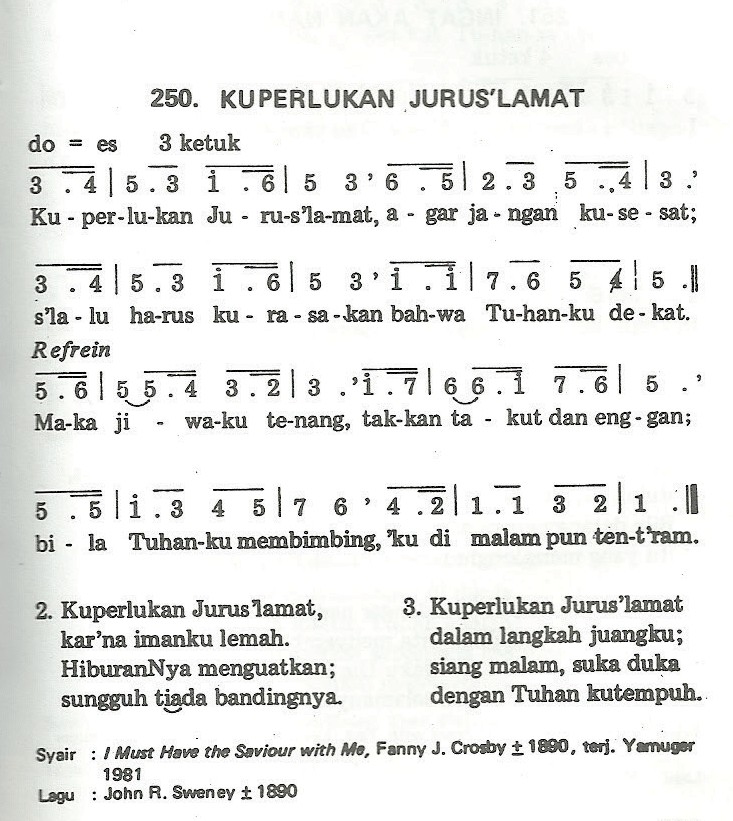 250. KUPERLUKAN JURUS'LAMAT
do = es 3 ketuk
3 . 4 | 5 . 3 i . 6 | 5 3 ' 6 . 5 | 2 . 3 5 . 4 | 3 . '
Ku - per-lu-kan Ju - ru-s'la-mat, a - gar ja - ngan ku- se - sat;
3 . 4 | 5 . 3 i . 6 | 5 3 ' i . i | 7 . 6 5 4 | 5 . ||
s'la - lu ha-rus ku - ra - sa - kan bah-wa Tu-han-ku de - kat.
Refrein
5 . 6 | 5 5 . 4 3 . 2 | 3 . ' i . 7 | 6 6 . i 7 . 6 | 5 . '
Ma-ka ji - wa-ku te-nang, tak-kan ta - kut dan eng - gan;
5 . 5 | i . 3 4 5 | 7 6 ' 4 . 2 | 1 . 1 3 2 | 1 . ||
bi - la Tuhan-ku membimbing, 'ku di malam pun ten-t'ram.
2. Kuperlukan Jurus'lamat,
kar'na imanku lemah.
HiburanNya menguatkan;
sungguh tiada bandingnya.
3. Kuperlukan Jurus'lamat
dalam langkah juangku;
siang malam, suka duka
dengan Tuhan kutempuh.
Syair : I Must Have the Saviour with Me, Fanny J. Crosby ± 1890, terj. Yamuger
1981
Lagu : John R. Sweney ± 1890